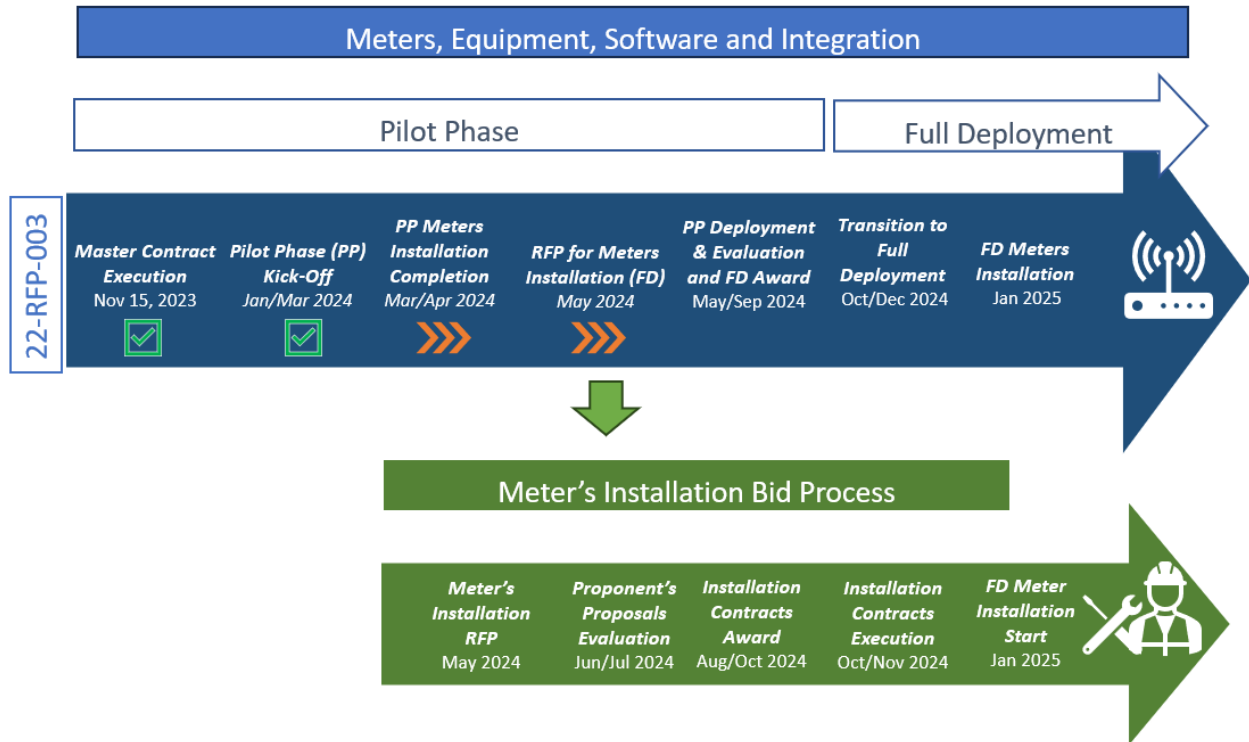 Meters, Equipment, Software and Integration
Pilot Phase
Full Deployment
22-RFP-003
Master Contract
Execution
Nov 15, 2023
Pilot Phase (PP)
Kick-Off
Jan/Mar 2024
PP Meters
Installation
Completion
Mar/Apr 2024
RFP for Meters
Installation (FD)
May 2024
PP Deployment
& Evaluation
and FD Award
May/Sep 2024
Transition to
Full
Deployment
Oct/Dec 2024
FD Meters
Installation
Jan 2025
Meter’s Installation Bid Process
Meter’s
Installation
RFP
May 2024
Proponent’s
Proposals
Evaluation
Jun/Jul 2024
Installation
Contracts
Award
Aug/Oct 2024
Installation
Contracts
Execution
Oct/Nov 2024
FD Meter
Installation
Start
Jan 2025